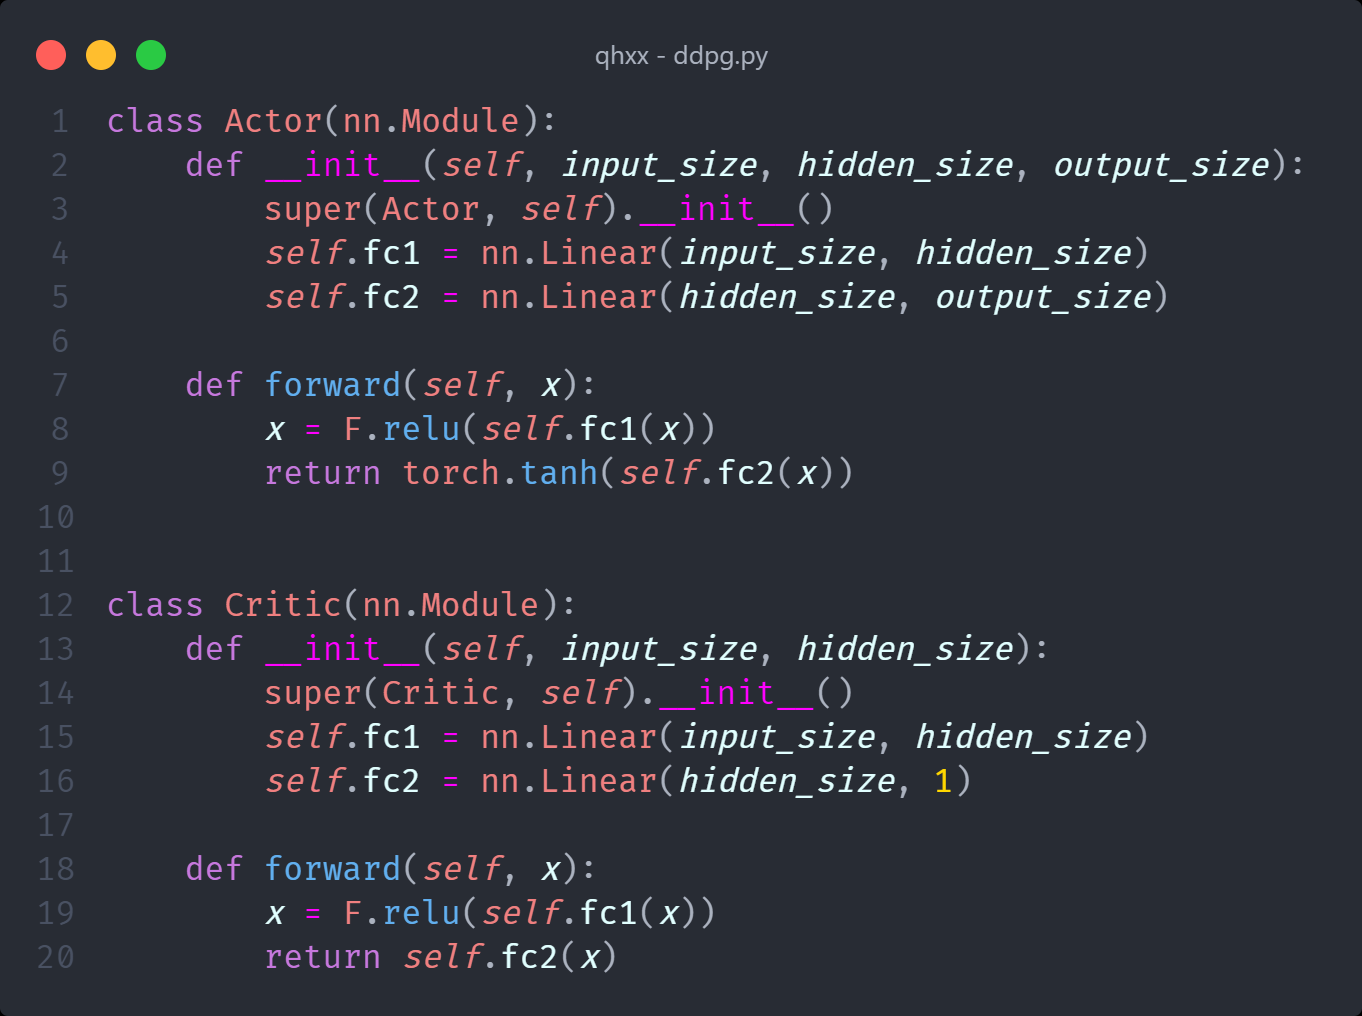 qhxx - ddpg.py
1 class Actor(nn.Module):
2     def __init__(self, input_size, hidden_size, output_size):
3         super(Actor, self).__init__()
4         self.fc1 = nn.Linear(input_size, hidden_size)
5         self.fc2 = nn.Linear(hidden_size, output_size)
6
7     def forward(self, x):
8         x = F.relu(self.fc1(x))
9         return torch.tanh(self.fc2(x))
10
11
12 class Critic(nn.Module):
13     def __init__(self, input_size, hidden_size):
14         super(Critic, self).__init__()
15         self.fc1 = nn.Linear(input_size, hidden_size)
16         self.fc2 = nn.Linear(hidden_size, 1)
17
18     def forward(self, x):
19         x = F.relu(self.fc1(x))
20         return self.fc2(x)